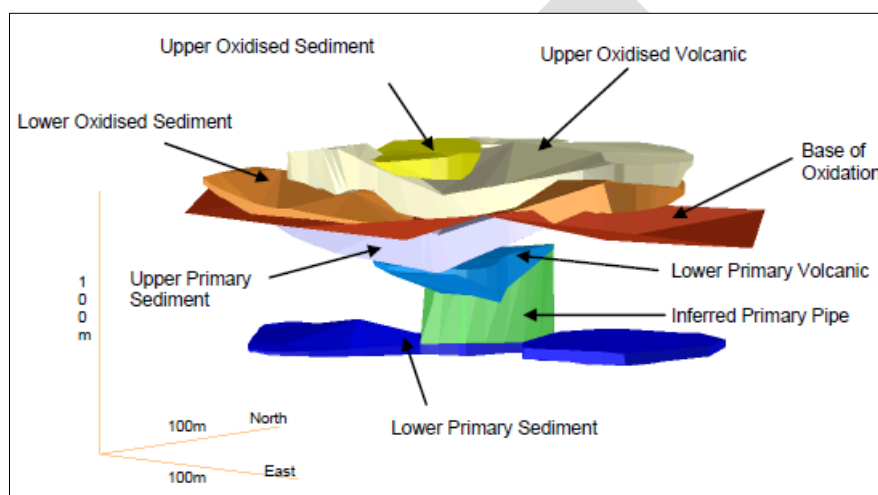 Upper Oxidised Sediment
Upper Oxidised Volcanic
Lower Oxidised Sediment
Base of
Oxidation
Upper Primary
Sediment
Lower Primary Volcanic
1
0
0
m
Inferred Primary Pipe
Lower Primary Sediment
100m
North
100m
East